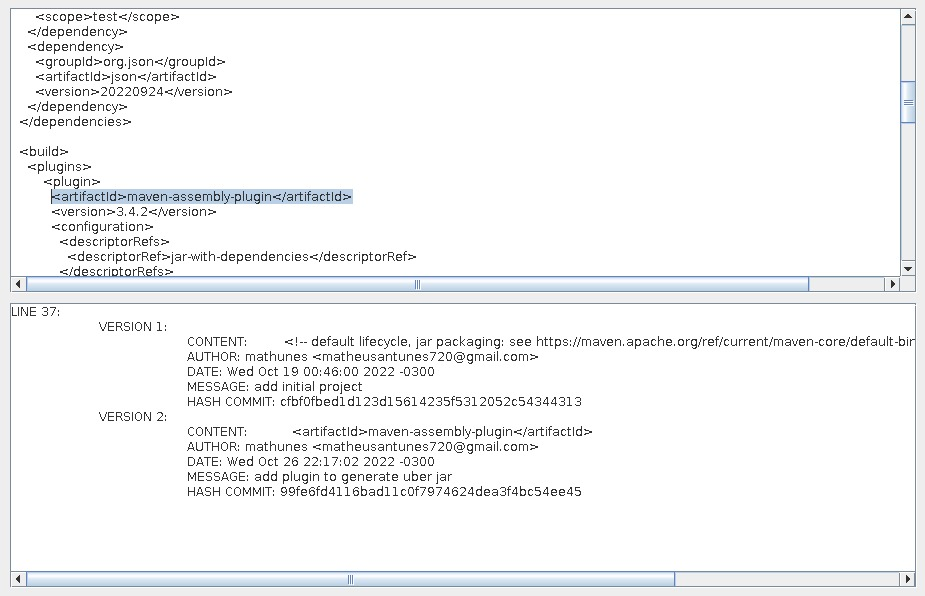 <scope>test</scope>
</dependency>
<dependency>
<groupId>org.json</groupId>
<artifactId>json</artifactId>
<version>20220924</version>
</dependency>
</dependencies>
<build>
<plugins>
<plugin>
<artifactId>maven-assembly-plugin</artifactId>
<version>3.4.2</version>
<configuration>
<descriptorRefs>
<descriptorRef>jar-with-dependencies</descriptorRef>
</descriptorRefs>
LINE 37:
VERSION 1:
CONTENT: <!-- default lifecycle, jar packaging: see https://maven.apache.org/ref/current/maven-core/default-bin
AUTHOR: mathunes <matheusantunes720@gmail.com>
DATE: Wed Oct 19 00:46:00 2022 -0300
MESSAGE: add initial project
HASH COMMIT: cfbf0fbed1d123d15614235f5312052c54344313
VERSION 2:
CONTENT: <artifactId>maven-assembly-plugin</artifactId>
AUTHOR: mathunes <matheusantunes720@gmail.com>
DATE: Wed Oct 26 22:17:02 2022 -0300
MESSAGE: add plugin to generate uber jar
HASH COMMIT: 99fe6fd4116bad11c0f7974624dea3f4bc54ee45